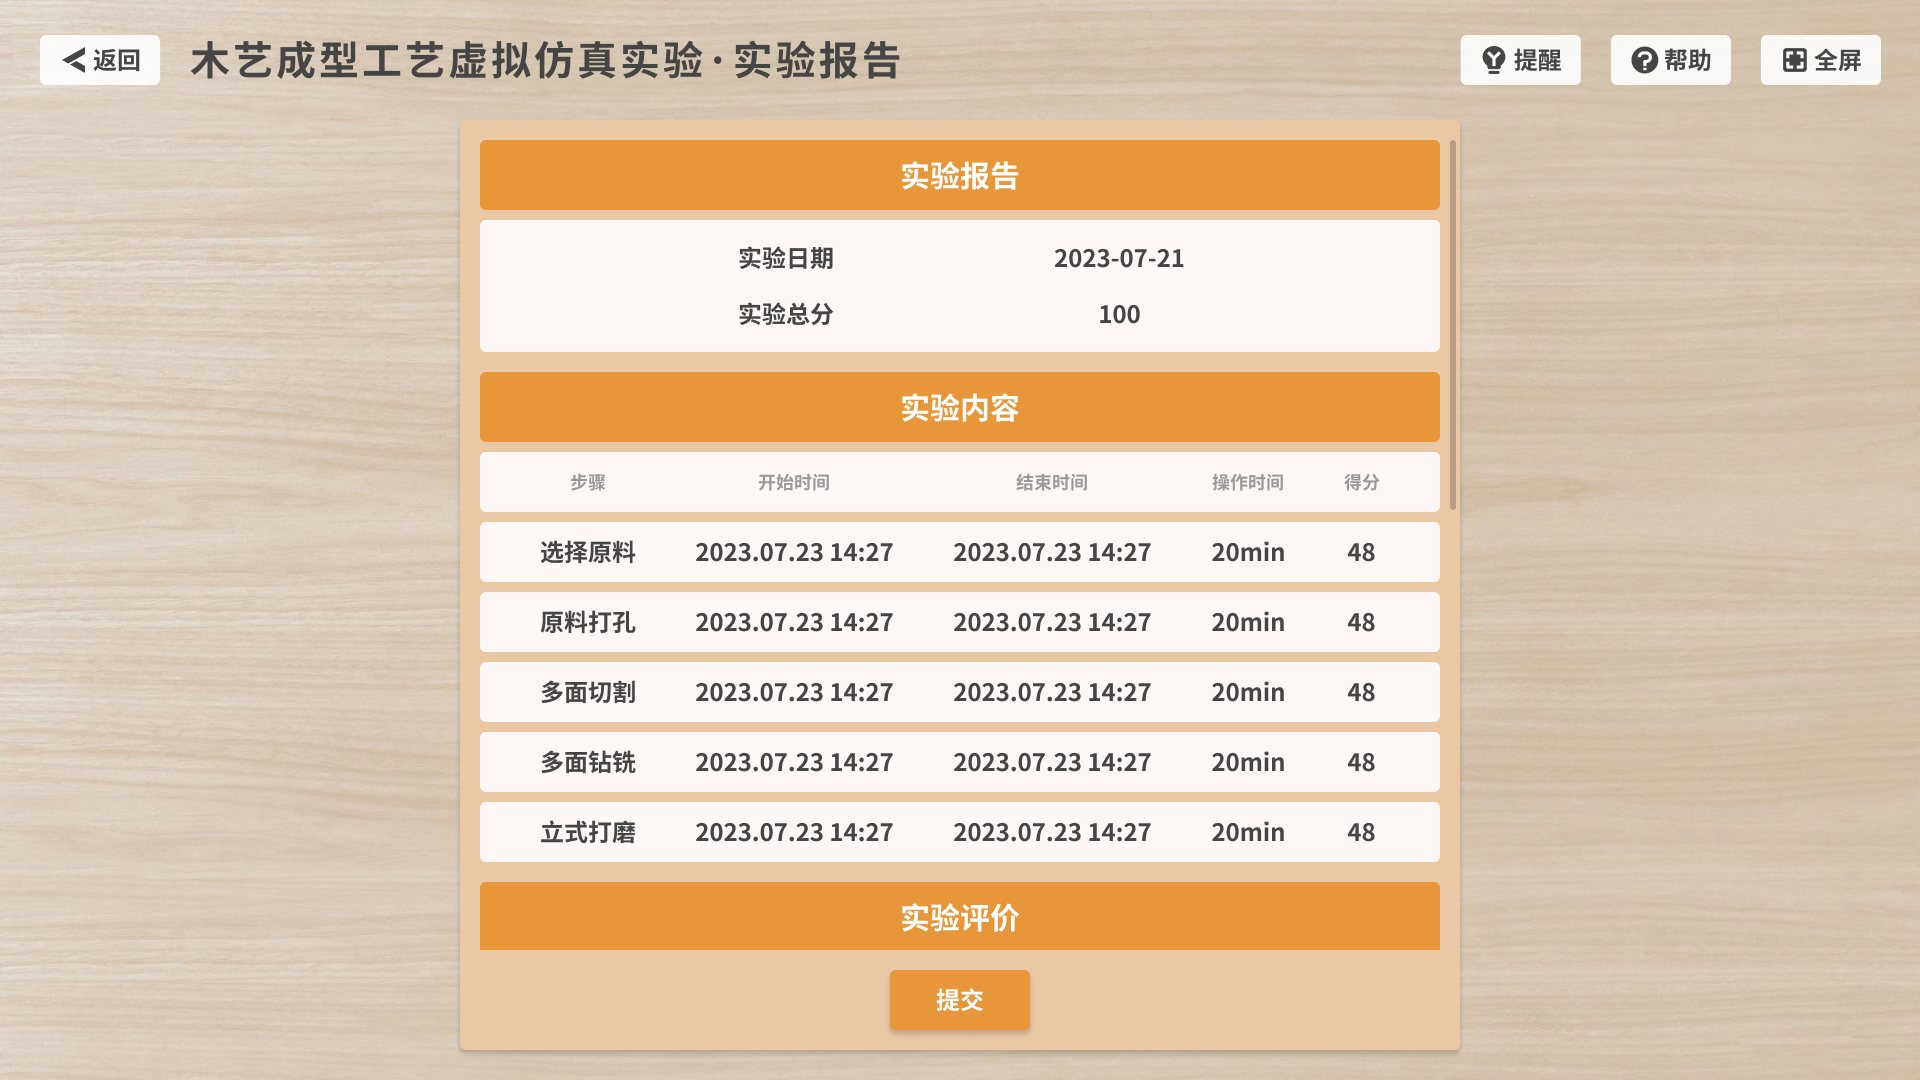 返回
木艺成型工艺虚拟仿真实验·实验报告
提醒
帮助
全屏
实验报告
实验日期 2023-07-21
实验总分 100
实验内容
步骤 开始时间 结束时间 操作时间 得分
选择原料 2023.07.23 14:27 2023.07.23 14:27 20min 48
原料打孔 2023.07.23 14:27 2023.07.23 14:27 20min 48
多面切割 2023.07.23 14:27 2023.07.23 14:27 20min 48
多面钻铣 2023.07.23 14:27 2023.07.23 14:27 20min 48
立式打磨 2023.07.23 14:27 2023.07.23 14:27 20min 48
实验评价
提交